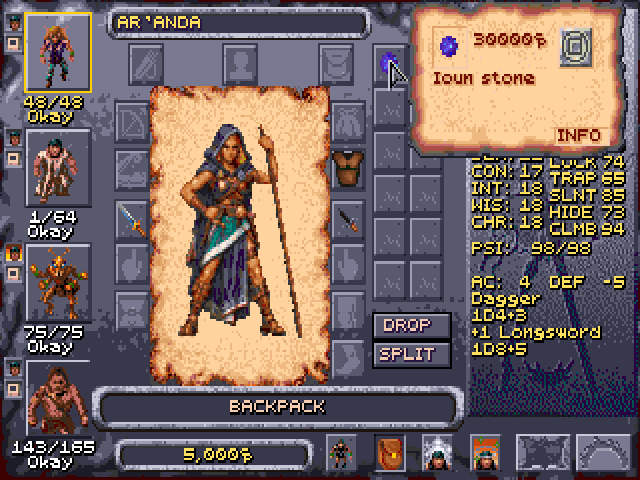 AR'ANDA
30000
Ioun stone
INFO
48/48
Okay
1/64
Okay
75/75
Okay
143/165
Okay
LOCK 74
CON: 17 TRAP 65
INT: 18 SLNT 85
WIS: 18 HIDE 73
CHR: 18 CLMB 94
PSI: 98/98
AC: 4 DEF -5
Dagger
1D4+3
+1 Longsword
1D8+5
DROP
SPLIT
BACKPACK
5,000